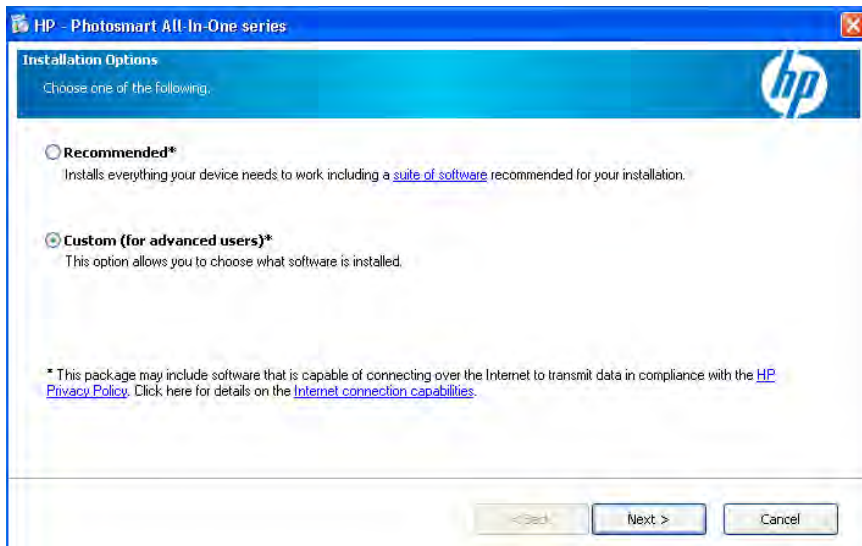 HP - Photosmart All-In-One series
Installation Options
Choose one of the following.
hp
Recommended*
Installs everything your device needs to work including a suite of software recommended for your installation.
Custom (for advanced users)*
This option allows you to choose what software is installed.
* This package may include software that is capable of connecting over the Internet to transmit data in compliance with the HP
Privacy Policy. Click here for details on the Internet connection capabilities.
< Back
Next >
Cancel